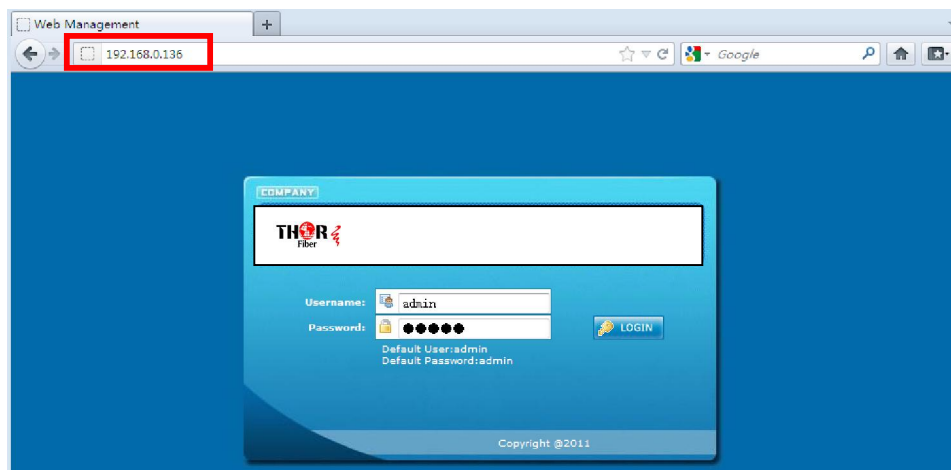 Web Management
192.168.0.136
Google
COMPANY
THOR
Fiber
Username: admin
Password: ●●●●●
LOGIN
Default User:admin
Default Password:admin
Copyright @2011